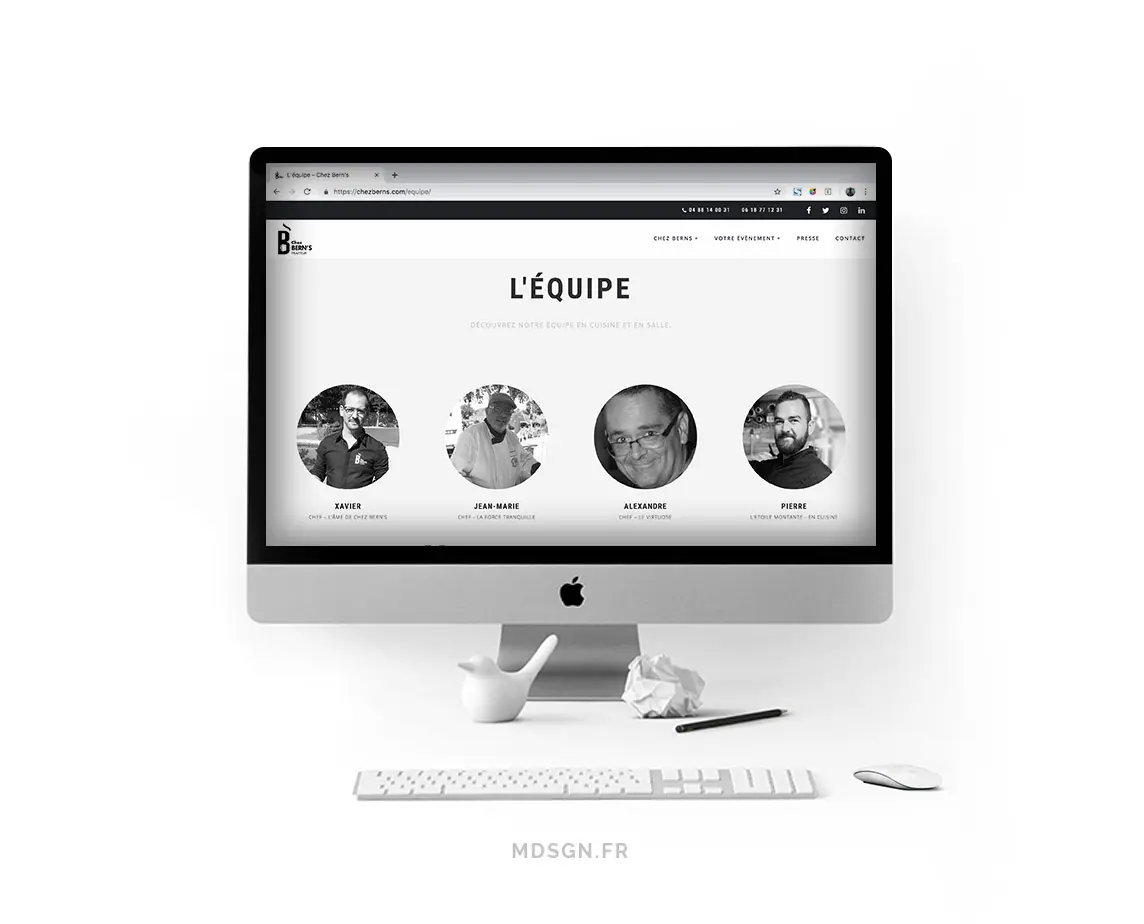 L'équipe – Chez Bern's
https://chezberns.com/equipe/
04 88 14 00 31 06 18 77 12 31
Chez
BERN'S
TRAITEUR
CHEZ BERNS VOTRE ÉVÈNEMENT PRESSE CONTACT
L'ÉQUIPE
DÉCOUVREZ NOTRE ÉQUIPE EN CUISINE ET EN SALLE.
XAVIER JEAN-MARIE ALEXANDRE PIERRE
CHEF – L'ÂME DE CHEZ BERN'S CHEF - LA FORCE TRANQUILLE CHEF – LE VIRTUOSE L'ETOILE MONTANTE - EN CUISINE
MDSGN.FR